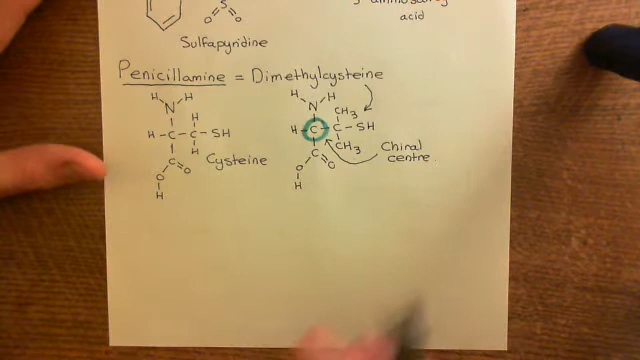 Sulfapyridine
acid
Penicillamine = Dimethylcysteine
H H H H
N N CH3
H
H-C-C-SH H-C-C-SH
H
C C CH3 Chiral
O O Cysteine O O centre.
H H